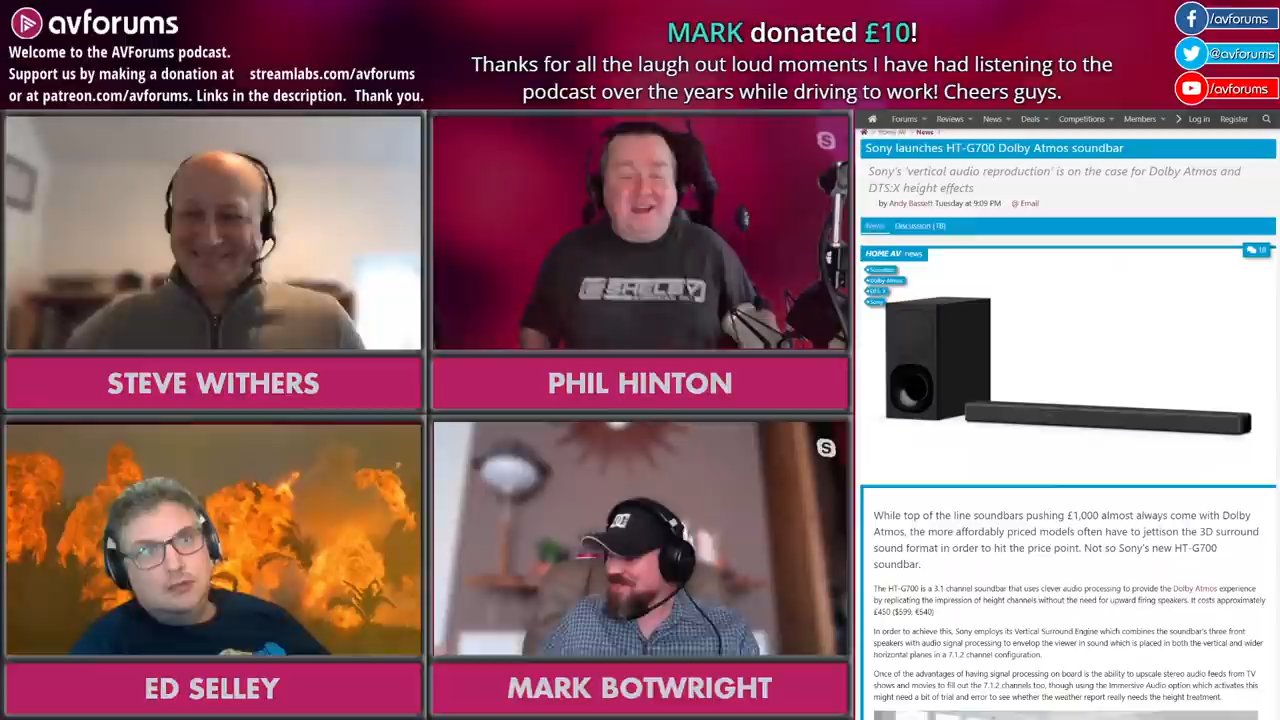 avforums
Welcome to the AVForums podcast.
Support us by making a donation at streamlabs.com/avforums
or at patreon.com/avforums. Links in the description. Thank you.
MARK donated £10!
Thanks for all the laugh out loud moments I have had listening to the
podcast over the years while driving to work! Cheers guys.
/avforums
@avforums
/avforums
STEVE WITHERS
PHIL HINTON
ED SELLEY
MARK BOTWRIGHT
Forums Reviews News Deals Competitions Members Log in Register
Home AV News
Sony launches HT-G700 Dolby Atmos soundbar
Sony's 'vertical audio reproduction' is on the case for Dolby Atmos and
DTS:X height effects
by Andy Bassett Tuesday at 9:09 PM @ Email
News Discussion (18)
HOME AV news
18
Soundbar
Dolby Atmos
DTS:X
Sony
While top of the line soundbars pushing £1,000 almost always come with Dolby
Atmos, the more affordably priced models often have to jettison the 3D surround
sound format in order to hit the price point. Not so Sony's new HT-G700
soundbar.
The HT-G700 is a 3.1 channel soundbar that uses clever audio processing to provide the Dolby Atmos experience
by replicating the impression of height channels without the need for upward firing speakers. It costs approximately
£450 ($599, €540)
In order to achieve this, Sony employs its Vertical Surround Engine which combines the soundbar's three front
speakers with audio signal processing to envelop the viewer in sound which is placed in both the vertical and wider
horizontal planes in a 7.1.2 channel configuration.
Once of the advantages of having signal processing on board is the ability to upscale stereo audio feeds from TV
shows and movies to fill out the 7.1.2 channels too, though using the Immersive Audio option which activates this
might need a bit of trial and error to see whether the weather report really needs the height treatment.